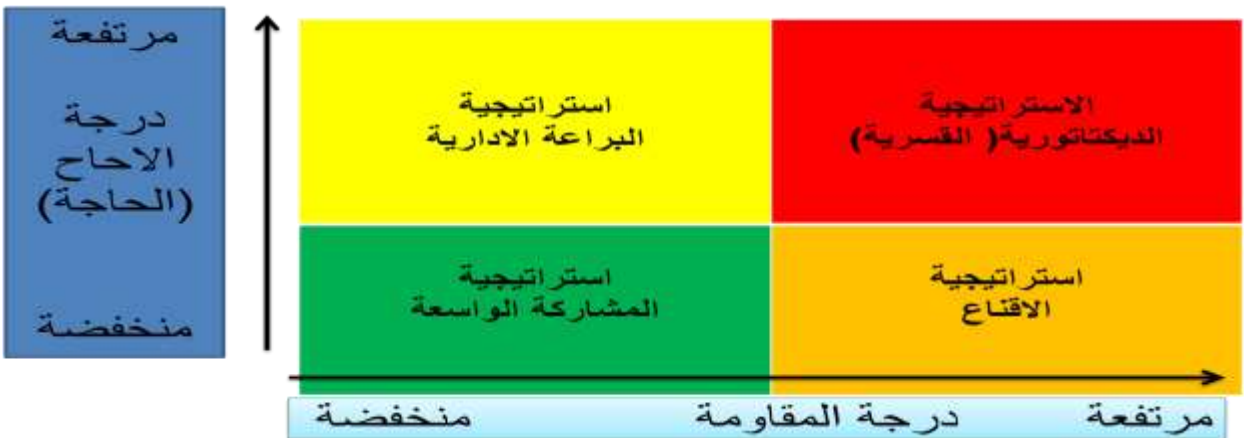 مرتفعة
درجة
الاحاح
(الحاجة)
منخفضة
الاستراتيجية
الديكتاتورية( القسرية)
استراتيجية
البراعة الادارية
استراتيجية
الاقناع
استراتيجية
المشاركة الواسعة
مرتفعة درجة المقاومة منخفضة